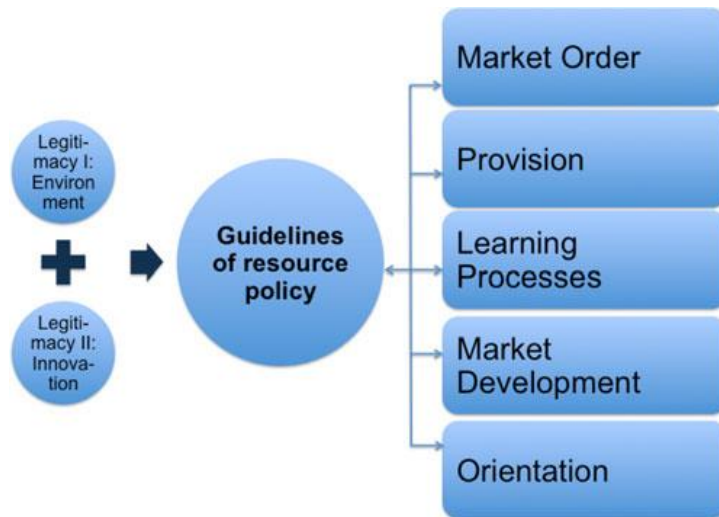 Legiti-
macy I:
Environ
ment
Legiti-
macy II:
Innova-
tion
Guidelines
of resource
policy
Market Order
Provision
Learning
Processes
Market
Development
Orientation